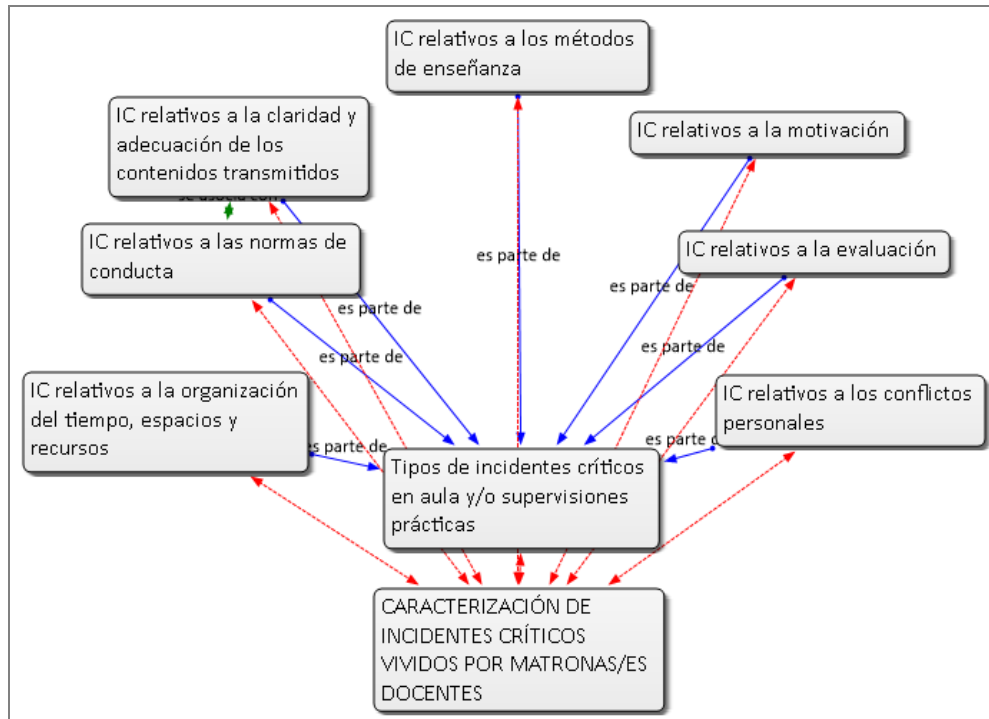 IC relativos a los métodos
de enseñanza
IC relativos a la claridad y
adecuación de los
contenidos transmitidos
IC relativos a la motivación
se asocia con
IC relativos a las normas de
conducta
IC relativos a la evaluación
es parte de
es parte de
es parte de
es parte de
es parte de
IC relativos a la organización
del tiempo, espacios y
recursos
IC relativos a los conflictos
personales
es parte de
es parte de
Tipos de incidentes críticos
en aula y/o supervisiones
prácticas
CARACTERIZACIÓN DE
INCIDENTES CRÍTICOS
VIVIDOS POR MATRONAS/ES
DOCENTES